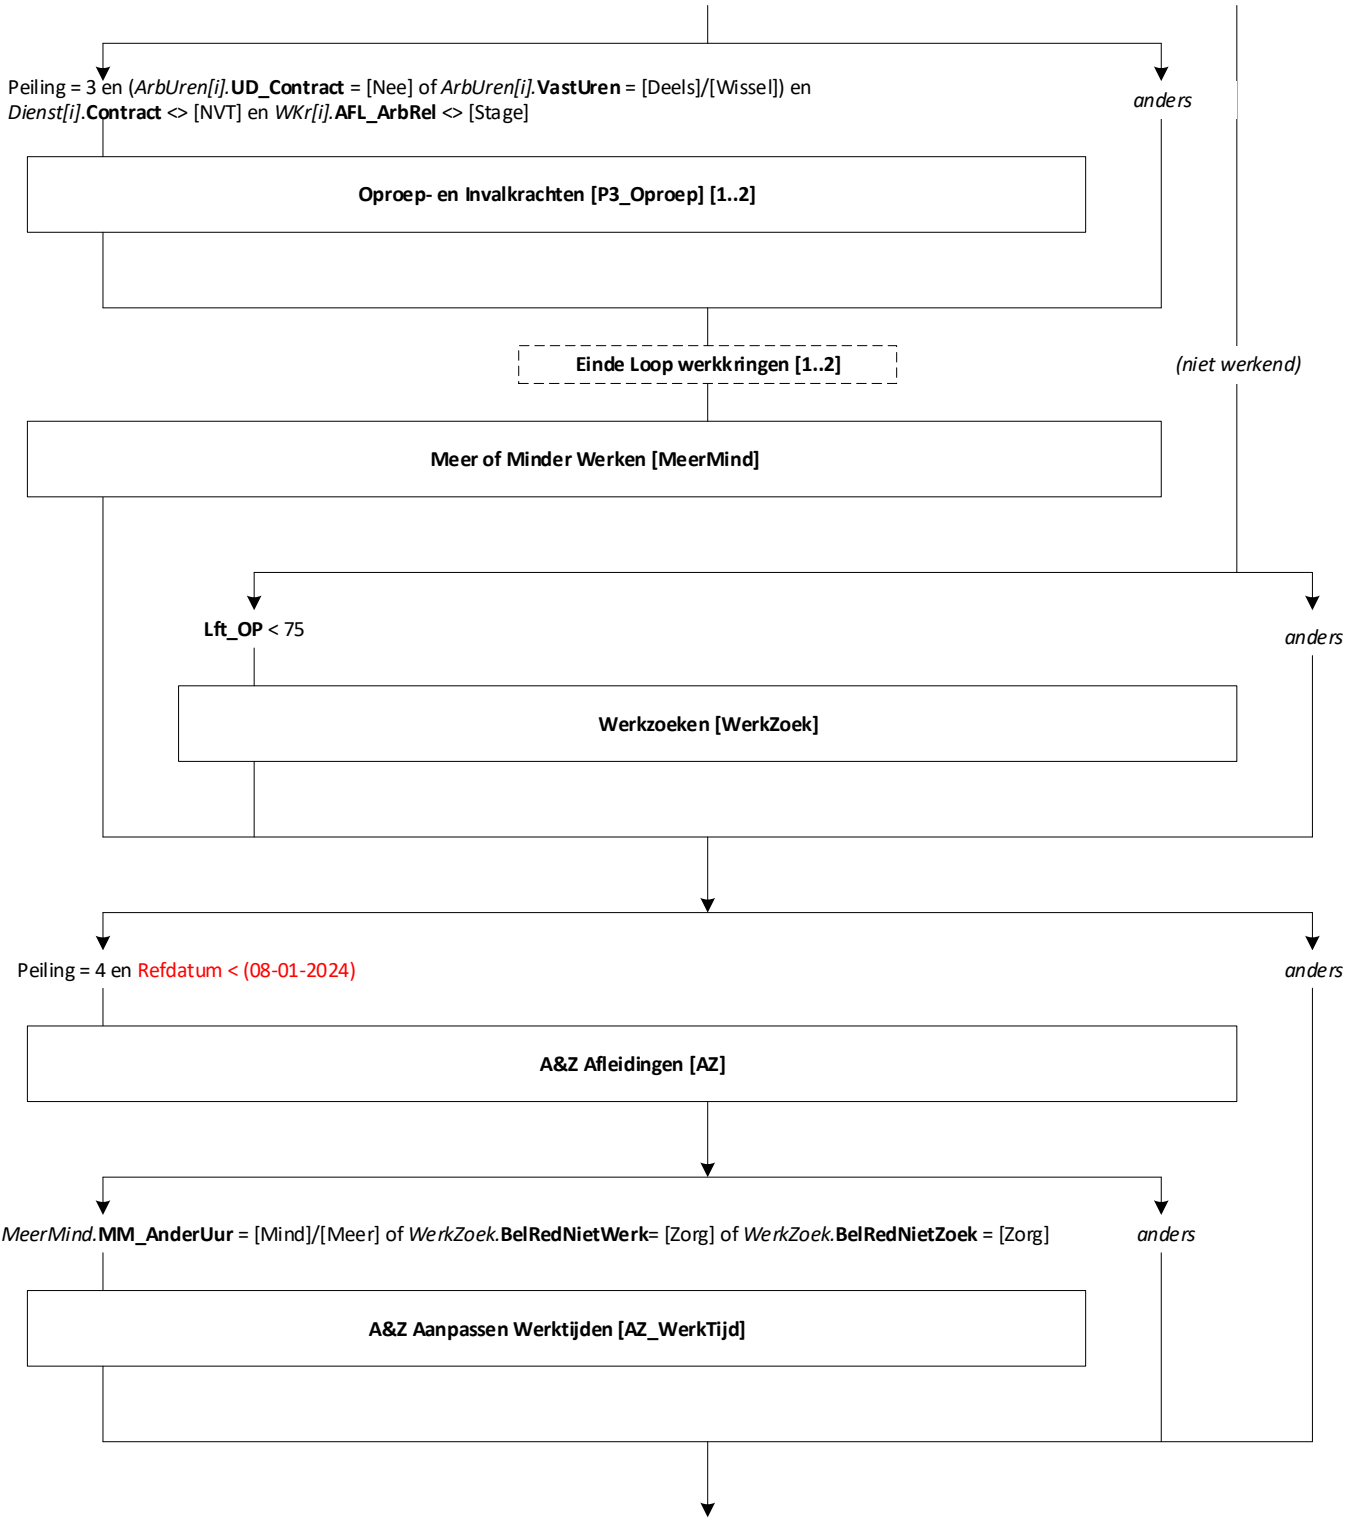 Peiling = 3 en (ArbUren[i].UD_Contract = [Nee] of ArbUren[i].VastUren = [Deels]/[Wissel]) en
Dienst[i].Contract <> [NVT] en WKr[i].AFL_ArbRel <> [Stage]
anders
Oproep- en Invalkrachten [P3_Oproep] [1..2]
Einde Loop werkkringen [1..2]
(niet werkend)
Meer of Minder Werken [MeerMind]
Lft_OP < 75
anders
Werkzoeken [WerkZoek]
Peiling = 4 en Refdatum < (08-01-2024)
anders
A&Z Afleidingen [AZ]
MeerMind.MM_AnderUur = [Mind]/[Meer] of WerkZoek.BelRedNietWerk= [Zorg] of WerkZoek.BelRedNietZoek = [Zorg]
anders
A&Z Aanpassen Werktijden [AZ_WerkTijd]